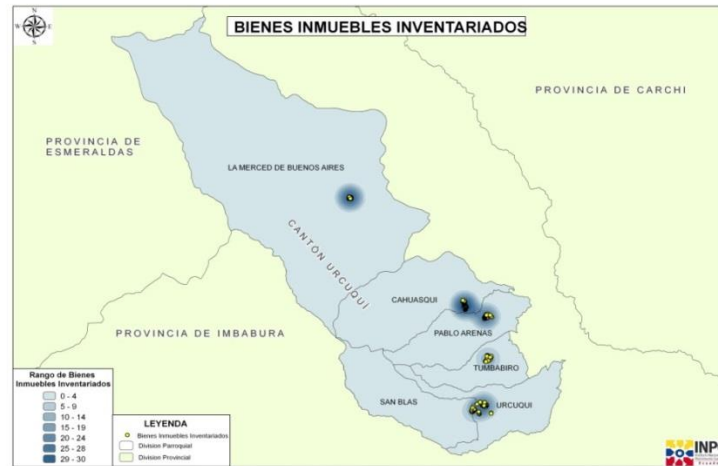 N
W
E
S
BIENES INMUEBLES INVENTARIADOS
PROVINCIA DE CARCHI
PROVINCIA DE
ESMERALDAS
LA MERCED DE BUENOS AIRES
CANTON URCUQUI
CAHUASQUI
PABLO ARENAS
PROVINCIA DE IMBABURA
TUMBABIRO
SAN BLAS
URCUQUI
Rango de Bienes
Inmuebles Inventariados
0 - 4
5 - 9
10 - 14
15 - 19
20 - 24
25 - 28
29 - 30
LEYENDA
Bienes Inmuebles Inventariados
Division Parroquial
Division Provincial
INP